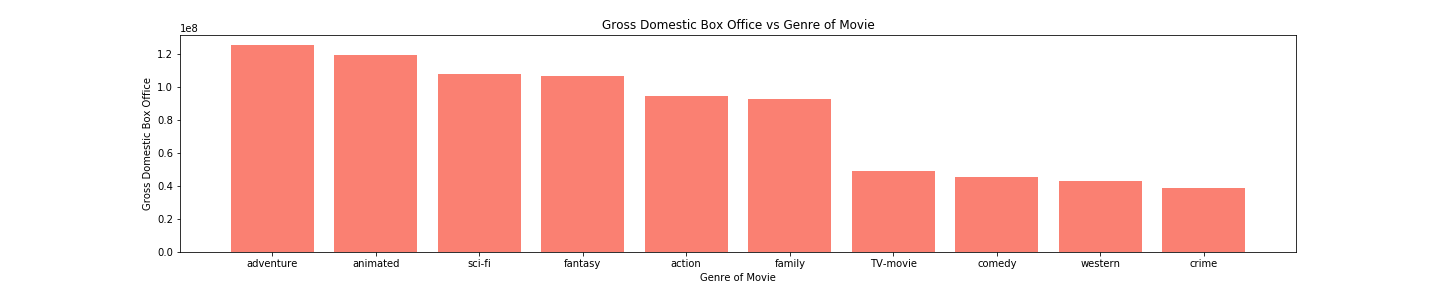 Gross Domestic Box Office vs Genre of Movie
1e8
1.2
1.0
0.8
0.6
0.4
0.2
0.0
Gross Domestic Box Office
adventure animated sci-fi fantasy action family TV-movie comedy western crime
Genre of Movie